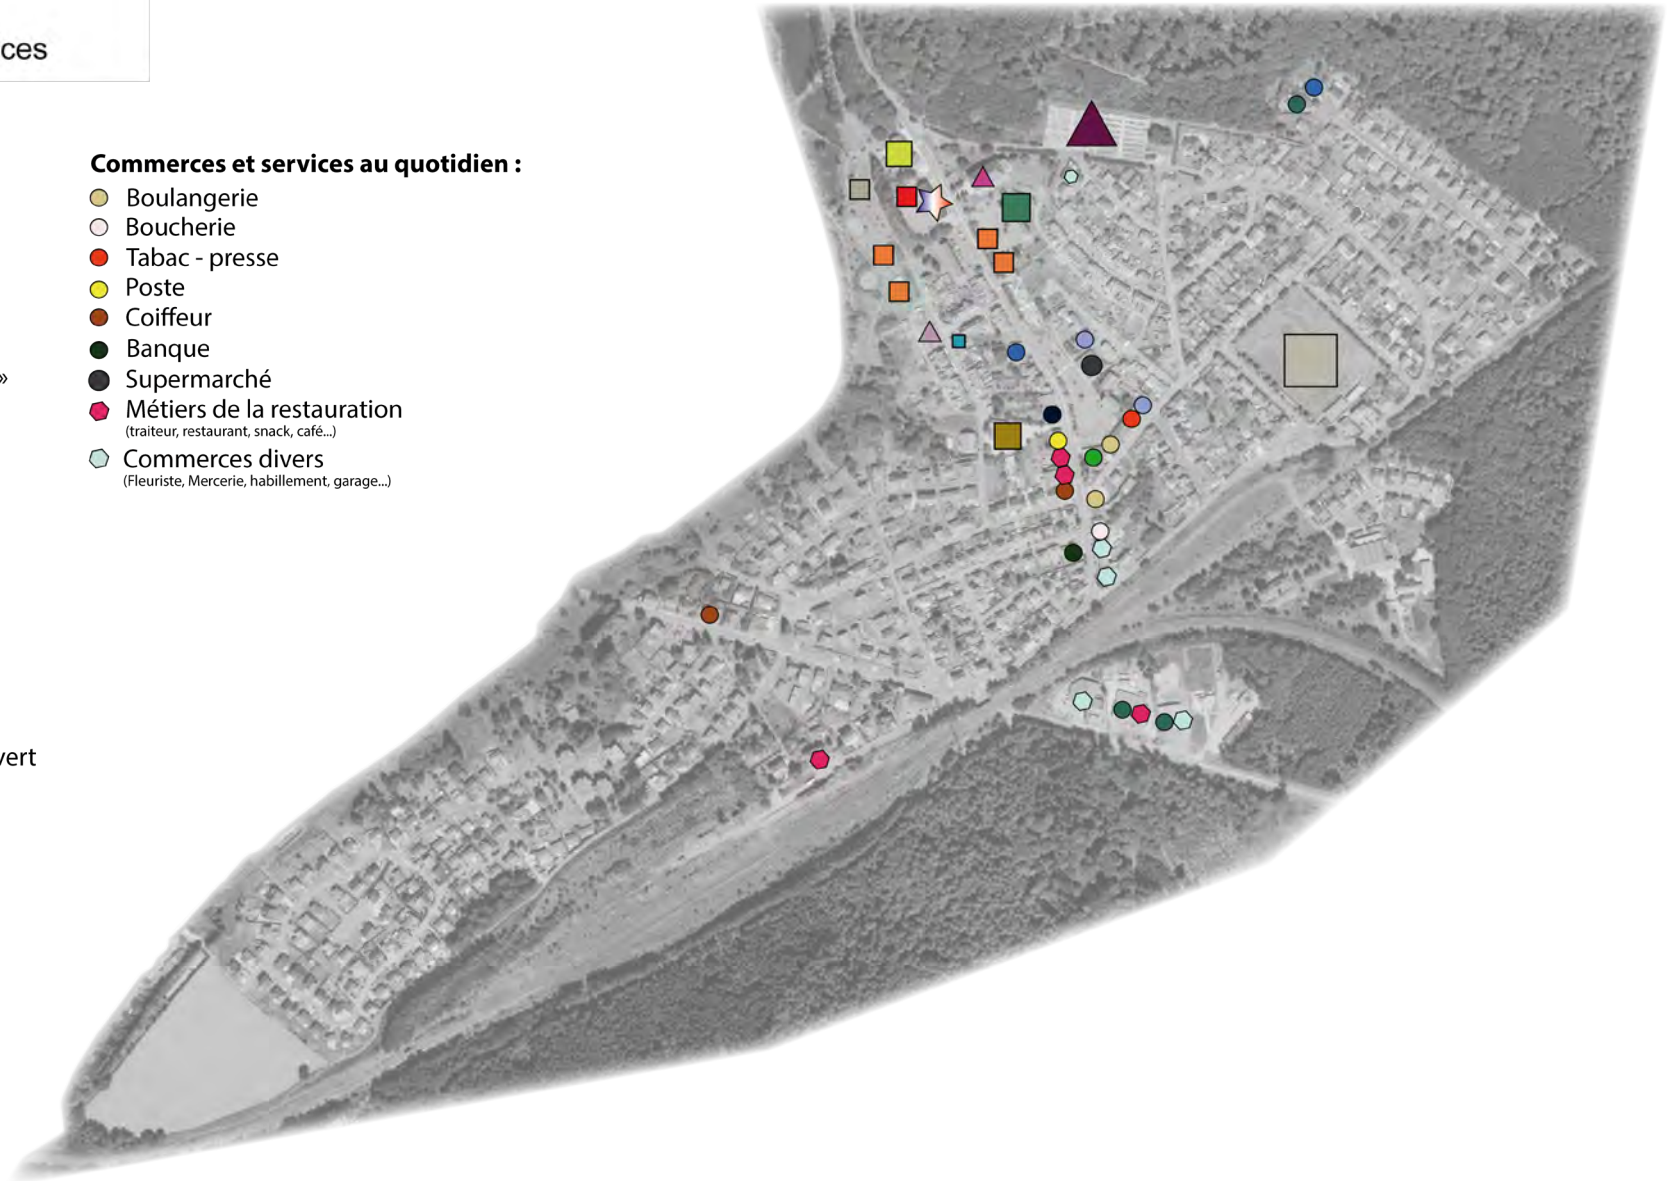 ces
Commerces et services au quotidien :
Boulangerie
Boucherie
Tabac - presse
Poste
Coiffeur
Banque
Supermarché
»
Métiers de la restauration
(traiteur, restaurant, snack, café...)
Commerces divers
(Fleuriste, Mercerie, habillement, garage...)
vert